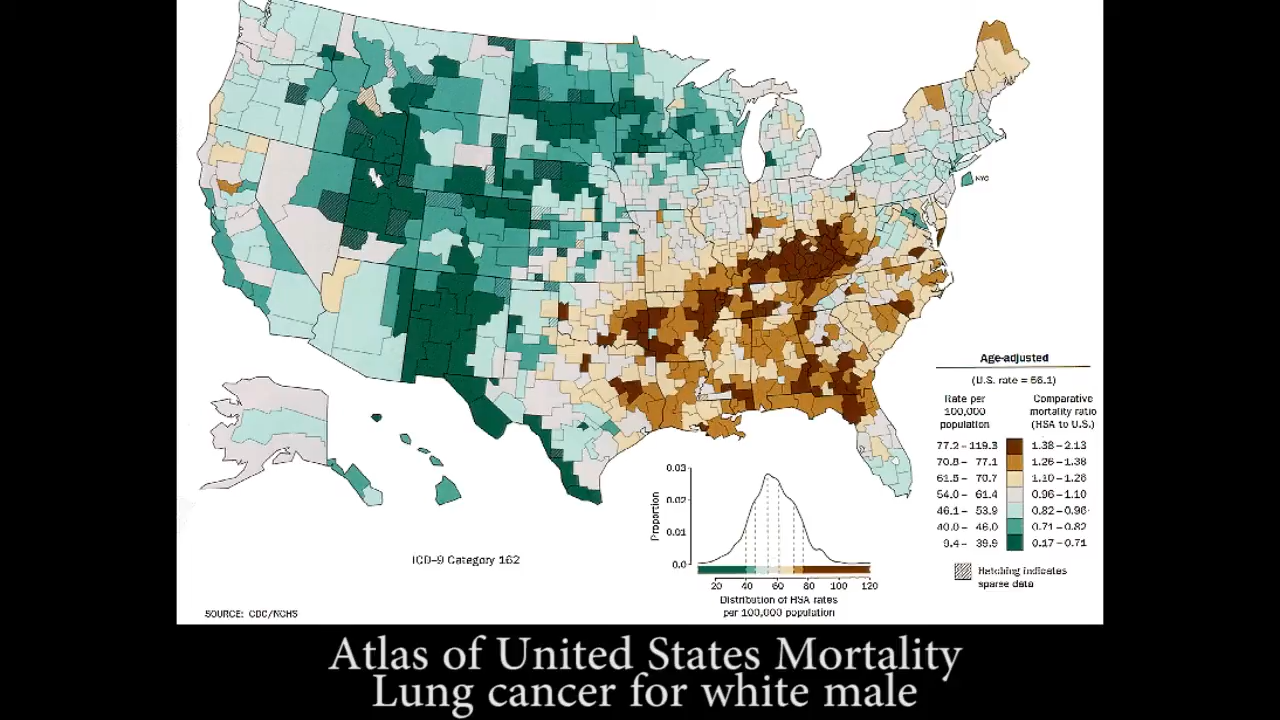 NYC
Age-adjusted
(U.S. rate = 56.1)
Rate per
100,000
population
Comparative
mortality ratio
(HSA to U.S.)
77.2–119.3 1.38–2.13
70.8– 77.1 1.26–1.38
61.5– 70.7 1.10–1.26
54.0– 61.4 0.96–1.10
46.1– 53.9 0.82–0.96
40.0– 46.0 0.71–0.82
9.4– 39.9 0.17–0.71
Hatching indicates
sparse data
0.03
0.02
0.01
0.0
Proportion
20 40 60 80 100 120
Distribution of HSA rates
per 100,000 population
ICD–9 Category 162
SOURCE: CDC/NCHS
Atlas of United States Mortality
Lung cancer for white male